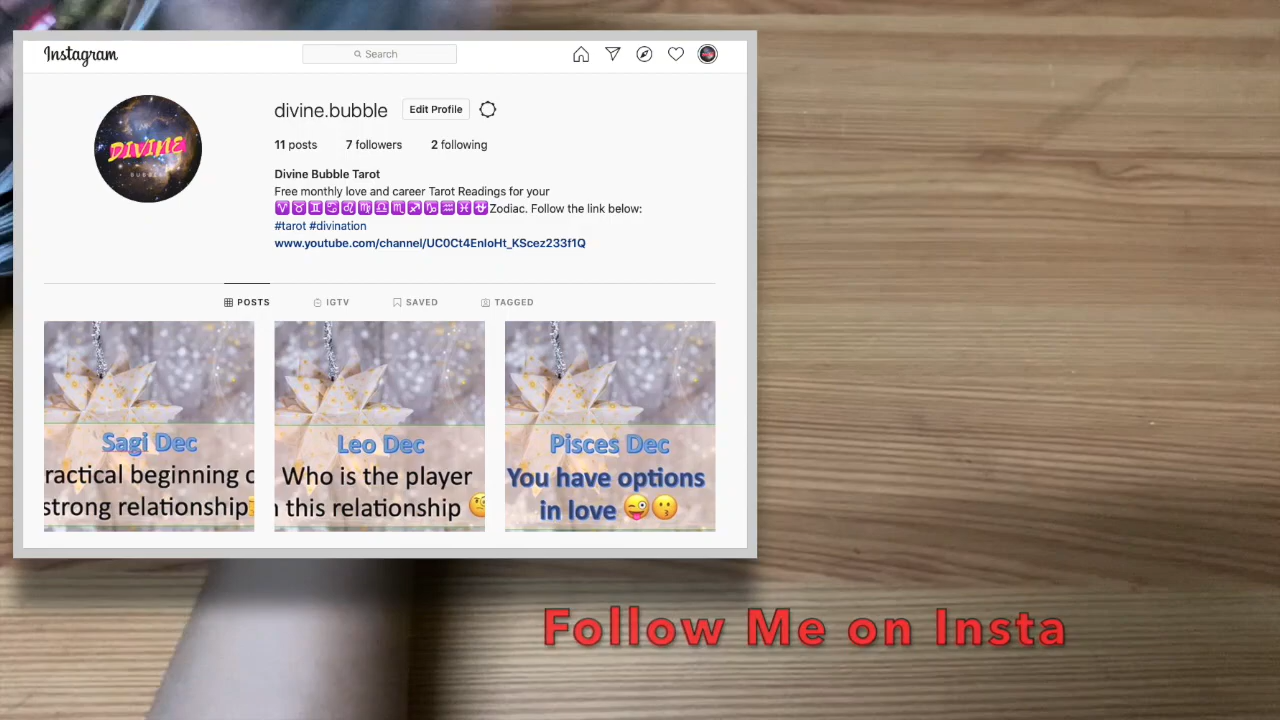 Instagram
Search
divine.bubble Edit Profile
11 posts 7 followers 2 following
Divine Bubble Tarot
Free monthly love and career Tarot Readings for your
♈♉♊♋♌♍♎♏♐♑♒♓⛎Zodiac. Follow the link below:
#tarot #divination
www.youtube.com/channel/UC0Ct4EnIoHt_KScez233f1Q
DIVINE
BUBBLE
POSTS IGTV SAVED TAGGED
Sagi Dec
ractical beginning o
strong relationship
Leo Dec
Who is the player
n this relationship 🧐
Pisces Dec
You have options
in love 😜😗
Follow Me on Insta